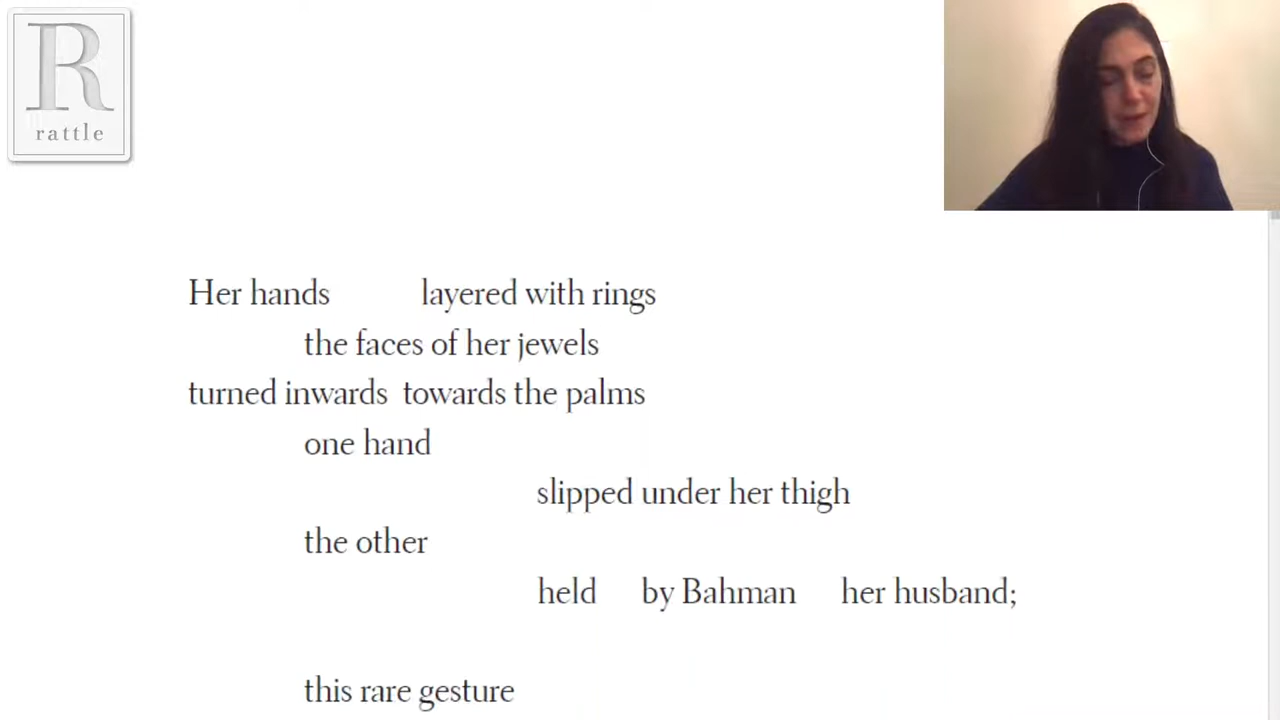 R
rattle
Her hands layered with rings
the faces of her jewels
turned inwards towards the palms
one hand
slipped under her thigh
the other
held by Bahman her husband;
this rare gesture